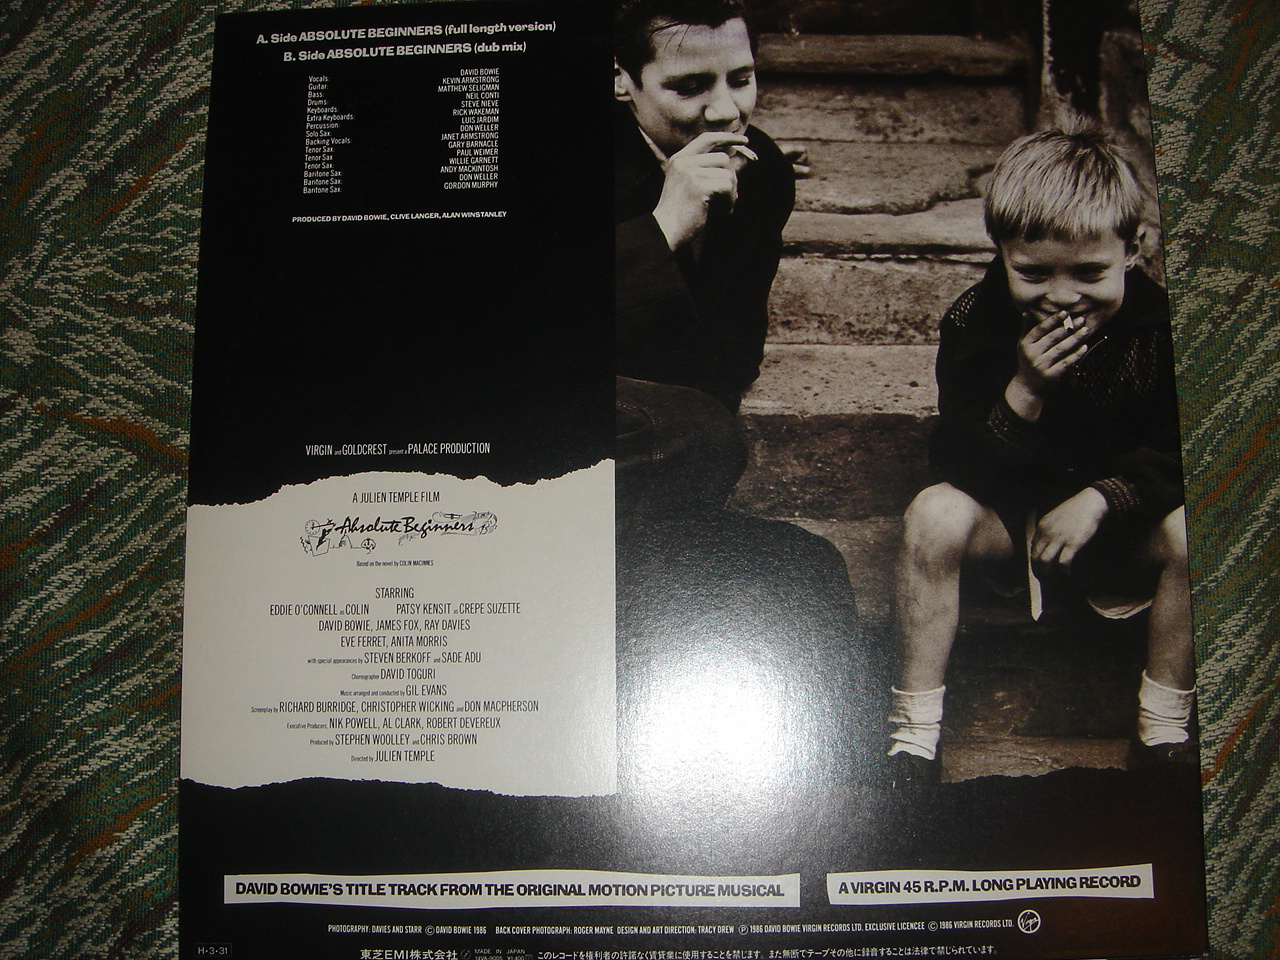 A. Side ABSOLUTE BEGINNERS (full length version)
B. Side ABSOLUTE BEGINNERS (dub mix)
Vocals: DAVID BOWIE
Guitar: KEVIN ARMSTRONG
Bass: MATTHEW SELIGMAN
Drums: NEIL CONTI
Keyboards: STEVE NIEVE
Extra Keyboards: RICK WAKEMAN
Percussion: LUIS JARDIM
Solo Sax: DON WELLER
Backing Vocals: JANET ARMSTRONG
Tenor Sax: GARY BARNACLE
Tenor Sax PAUL WEIMER
Tenor Sax: WILLIE GARNETT
Baritone Sax: ANDY MACKINTOSH
Baritone Sax: DON WELLER
Baritone Sax: GORDON MURPHY
PRODUCED BY DAVID BOWIE, CLIVE LANGER, ALAN WINSTANLEY
VIRGIN and GOLDCREST present a PALACE PRODUCTION
A JULIEN TEMPLE FILM
Absolute Beginners
Based on the novel by COLIN MACINNES
STARRING
EDDIE O'CONNELL as COLIN PATSY KENSIT as CREPE SUZETTE
DAVID BOWIE, JAMES FOX, RAY DAVIES
EVE FERRET, ANITA MORRIS
with special appearances by STEVEN BERKOFF and SADE ADU
Choreographer DAVID TOGURI
Music arranged and conducted by GIL EVANS
Screenplay by RICHARD BURRIDGE, CHRISTOPHER WICKING and DON MACPHERSON
Executive Producers, NIK POWELL, AL CLARK, ROBERT DEVEREUX
Produced by STEPHEN WOOLLEY and CHRIS BROWN
Directed by JULIEN TEMPLE
DAVID BOWIE'S TITLE TRACK FROM THE ORIGINAL MOTION PICTURE MUSICAL
A VIRGIN 45 R.P.M. LONG PLAYING RECORD
PHOTOGRAPHY: DAVIES AND STARR © DAVID BOWIE 1986 BACK COVER PHOTOGRAPH: ROGER MAYNE DESIGN AND ART DIRECTION: TRACY DREW ℗ 1986 DAVID BOWIE VIRGIN RECORDS LTD. EXCLUSIVE LICENCEE © 1986 VIRGIN RECORDS LTD. Virgin
H-3-31
東芝EMI株式会社 MADE IN JAPAN ¥1,400 このレコードを権利者の許諾なく賃貸業に使用することを禁じます。また無断でテープその他に録音することは法律で禁じられています。